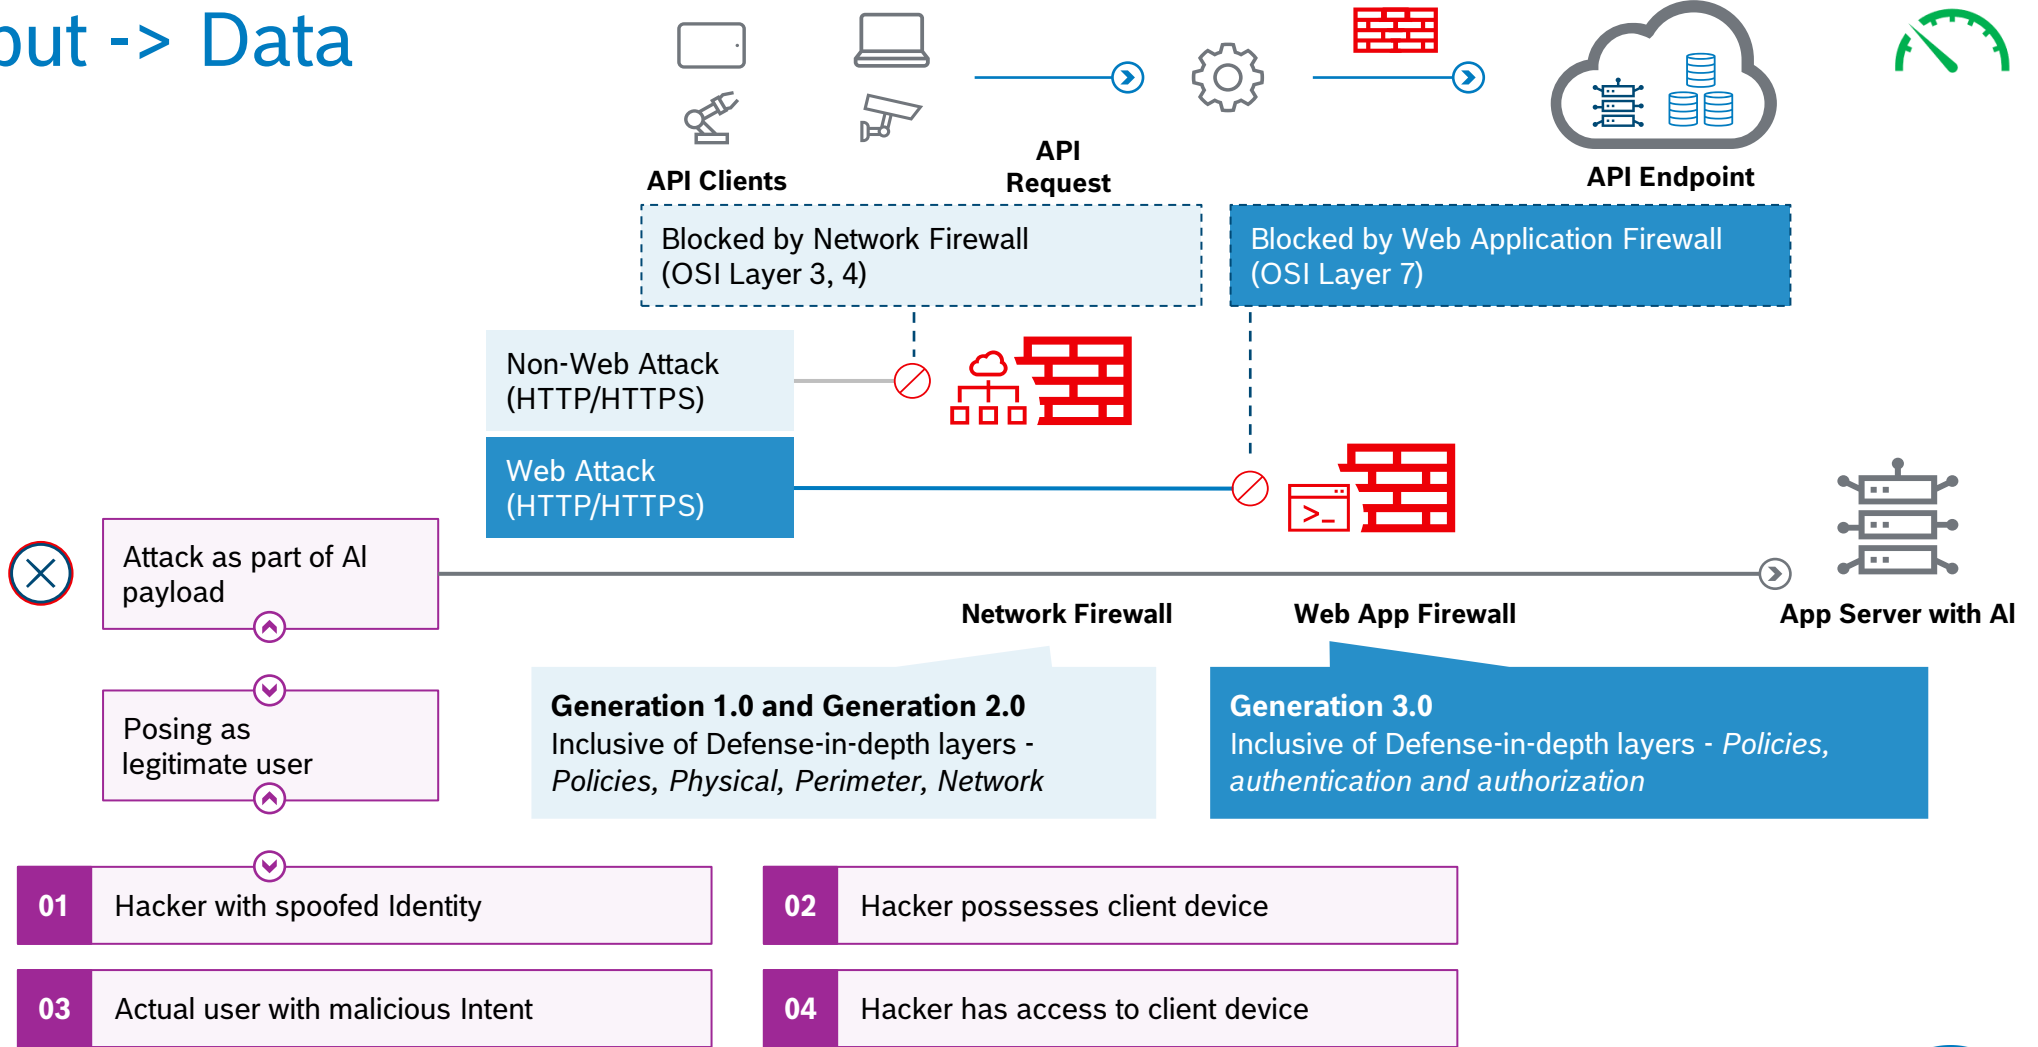 put -> Data
API Clients
API
Request
API Endpoint
Blocked by Network Firewall
(OSI Layer 3, 4)
Blocked by Web Application Firewall
(OSI Layer 7)
Non-Web Attack
(HTTP/HTTPS)
Web Attack
(HTTP/HTTPS)
>_
Attack as part of AI
payload
Network Firewall
Web App Firewall
App Server with AI
Posing as
legitimate user
Generation 1.0 and Generation 2.0
Inclusive of Defense-in-depth layers -
Policies, Physical, Perimeter, Network
Generation 3.0
Inclusive of Defense-in-depth layers - Policies,
authentication and authorization
01 Hacker with spoofed Identity
02 Hacker possesses client device
03 Actual user with malicious Intent
04 Hacker has access to client device